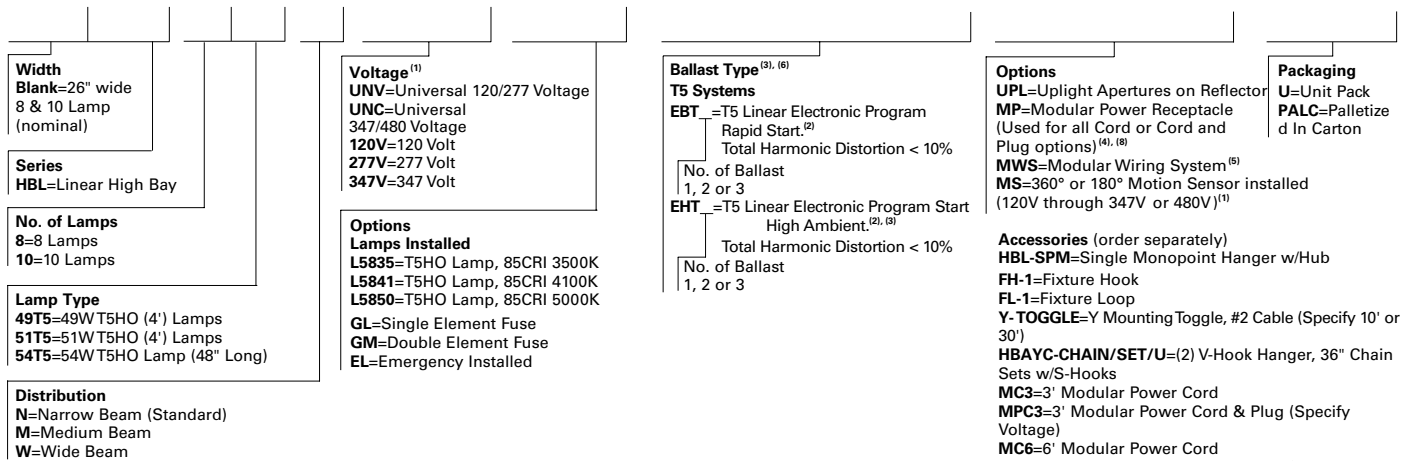 Width
Blank=26" wide
8 & 10 Lamp
(nominal)
Series
HBL=Linear High Bay
No. of Lamps
8=8 Lamps
10=10 Lamps
Lamp Type
49T5=49W T5HO (4') Lamps
51T5=51W T5HO (4') Lamps
54T5=54W T5HO Lamp (48" Long)
Distribution
N=Narrow Beam (Standard)
M=Medium Beam
W=Wide Beam
Voltage(1)
UNV=Universal 120/277 Voltage
UNC=Universal
347/480 Voltage
120V=120 Volt
277V=277 Volt
347V=347 Volt
Options
Lamps Installed
L5835=T5HO Lamp, 85CRI 3500K
L5841=T5HO Lamp, 85CRI 4100K
L5850=T5HO Lamp, 85CRI 5000K
GL=Single Element Fuse
GM=Double Element Fuse
EL=Emergency Installed
Ballast Type(3), (6)
T5 Systems
EBT_=T5 Linear Electronic Program
Rapid Start.(2)
Total Harmonic Distortion < 10%
No. of Ballast
1, 2 or 3
EHT_=T5 Linear Electronic Program Start
High Ambient.(2), (3)
Total Harmonic Distortion < 10%
No. of Ballast
1, 2 or 3
Options
UPL=Uplight Apertures on Reflector
MP=Modular Power Receptacle
(Used for all Cord or Cord and
Plug options)(4), (8)
MWS=Modular Wiring System(5)
MS=360° or 180° Motion Sensor installed
(120V through 347V or 480V)(1)
Accessories (order separately)
HBL-SPM=Single Monopoint Hanger w/Hub
FH-1=Fixture Hook
FL-1=Fixture Loop
Y-TOGGLE=Y Mounting Toggle, #2 Cable (Specify 10' or
30')
HBAYC-CHAIN/SET/U=(2) V-Hook Hanger, 36" Chain
Sets w/S-Hooks
MC3=3' Modular Power Cord
MPC3=3' Modular Power Cord & Plug (Specify
Voltage)
MC6=6' Modular Power Cord
Packaging
U=Unit Pack
PALC=Palletize
d In Carton